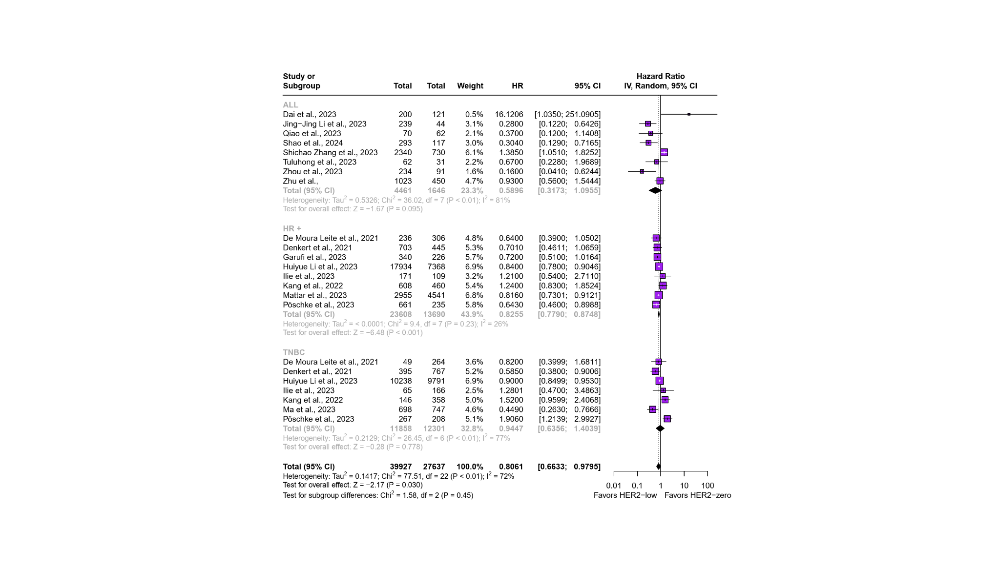 Study or Hazard Ratio
Subgroup Total Total Weight HR 95% CI IV, Random, 95% CI
ALL
Dai et al., 2023 200 121 0.5% 16.1206 [1.0350; 251.0905]
Jing−Jing Li et al., 2023 239 44 3.1% 0.2800 [0.1220; 0.6426]
Qiao et al., 2023 70 62 2.1% 0.3700 [0.1200; 1.1408]
Shao et al., 2024 293 117 3.0% 0.3040 [0.1290; 0.7165]
Shichao Zhang et al., 2023 2340 730 6.1% 1.3850 [1.0510; 1.8252]
Tuluhong et al., 2023 62 31 2.2% 0.6700 [0.2280; 1.9689]
Zhou et al., 2023 234 91 1.6% 0.1600 [0.0410; 0.6244]
Zhu et al., 1023 450 4.7% 0.9300 [0.5600; 1.5444]
Total (95% CI) 4461 1646 23.3% 0.5896 [0.3173; 1.0955]
Heterogeneity: Tau² = 0.5326; Chi² = 36.02, df = 7 (P < 0.01); I² = 81%
Test for overall effect: Z = −1.67 (P = 0.095)
HR +
De Moura Leite et al., 2021 236 306 4.8% 0.6400 [0.3900; 1.0502]
Denkert et al., 2021 703 445 5.3% 0.7010 [0.4611; 1.0659]
Garufi et al., 2023 340 226 5.7% 0.7200 [0.5100; 1.0164]
Huiyue Li et al., 2023 17934 7368 6.9% 0.8400 [0.7800; 0.9046]
Ilie et al., 2023 171 109 3.2% 1.2100 [0.5400; 2.7110]
Kang et al., 2022 608 460 5.4% 1.2400 [0.8300; 1.8524]
Mattar et al., 2023 2955 4541 6.8% 0.8160 [0.7301; 0.9121]
Pöschke et al., 2023 661 235 5.8% 0.6430 [0.4600; 0.8988]
Total (95% CI) 23608 13690 43.9% 0.8255 [0.7790; 0.8748]
Heterogeneity: Tau² = < 0.0001; Chi² = 9.4, df = 7 (P = 0.23); I² = 26%
Test for overall effect: Z = −6.48 (P < 0.001)
TNBC
De Moura Leite et al., 2021 49 264 3.6% 0.8200 [0.3999; 1.6811]
Denkert et al., 2021 395 767 5.2% 0.5850 [0.3800; 0.9006]
Huiyue Li et al., 2023 10238 9791 6.9% 0.9000 [0.8499; 0.9530]
Ilie et al., 2023 65 166 2.5% 1.2801 [0.4700; 3.4863]
Kang et al., 2022 146 358 5.0% 1.5200 [0.9599; 2.4068]
Ma et al., 2023 698 747 4.6% 0.4490 [0.2630; 0.7666]
Pöschke et al., 2023 267 208 5.1% 1.9060 [1.2139; 2.9927]
Total (95% CI) 11858 12301 32.8% 0.9447 [0.6356; 1.4039]
Heterogeneity: Tau² = 0.2129; Chi² = 26.45, df = 6 (P < 0.01); I² = 77%
Test for overall effect: Z = −0.28 (P = 0.778)
Total (95% CI) 39927 27637 100.0% 0.8061 [0.6633; 0.9795]
Heterogeneity: Tau² = 0.1417; Chi² = 77.51, df = 22 (P < 0.01); I² = 72%
Test for overall effect: Z = −2.17 (P = 0.030) 0.01 0.1 1 10 100
Test for subgroup differences: Chi² = 1.58, df = 2 (P = 0.45) Favors HER2−low Favors HER2−zero